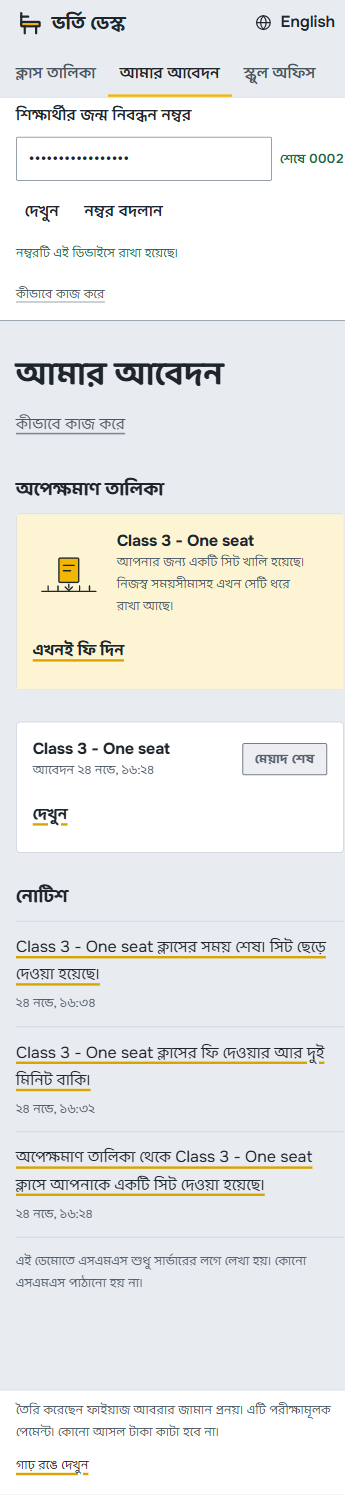 ভর্তি ডেস্ক
English
ক্লাস তালিকা
আমার আবেদন
স্কুল অফিস
শিক্ষার্থীর জন্ম নিবন্ধন নম্বর
•••••••••••••••••
শেষে 0002
দেখুন
নম্বর বদলান
নম্বরটি এই ডিভাইসে রাখা হয়েছে।
কীভাবে কাজ করে
আমার আবেদন
কীভাবে কাজ করে
অপেক্ষমাণ তালিকা
Class 3 - One seat
আপনার জন্য একটি সিট খালি হয়েছে।
নিজস্ব সময়সীমাসহ এখন সেটি ধরে
রাখা আছে।
এখনই ফি দিন
Class 3 - One seat
আবেদন ২৪ নভে, ১৬:২৪
মেয়াদ শেষ
দেখুন
নোটিশ
Class 3 - One seat ক্লাসের সময় শেষ। সিট ছেড়ে
দেওয়া হয়েছে।
২৪ নভে, ১৬:৩৪
Class 3 - One seat ক্লাসের ফি দেওয়ার আর দুই
মিনিট বাকি।
২৪ নভে, ১৬:৩২
অপেক্ষমাণ তালিকা থেকে Class 3 - One seat
ক্লাসে আপনাকে একটি সিট দেওয়া হয়েছে।
২৪ নভে, ১৬:২৪
এই ডেমোতে এসএমএস শুধু সার্ভারের লগে লেখা হয়। কোনো
এসএমএস পাঠানো হয় না।
তৈরি করেছেন ফাইয়াজ আবরার জামান প্রনয়। এটি পরীক্ষামূলক
পেমেন্ট। কোনো আসল টাকা কাটা হবে না।
গাঢ় রঙে দেখুন